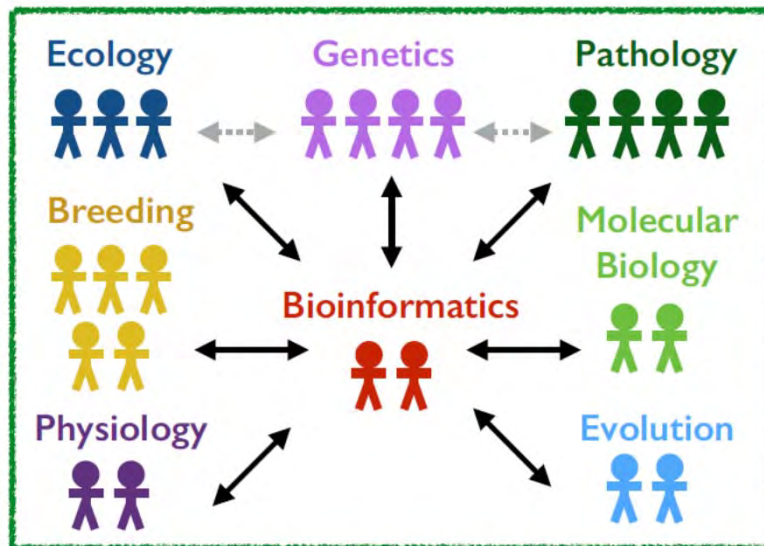 Ecology
Genetics
Pathology
Breeding
Molecular
Biology
Bioinformatics
Physiology
Evolution